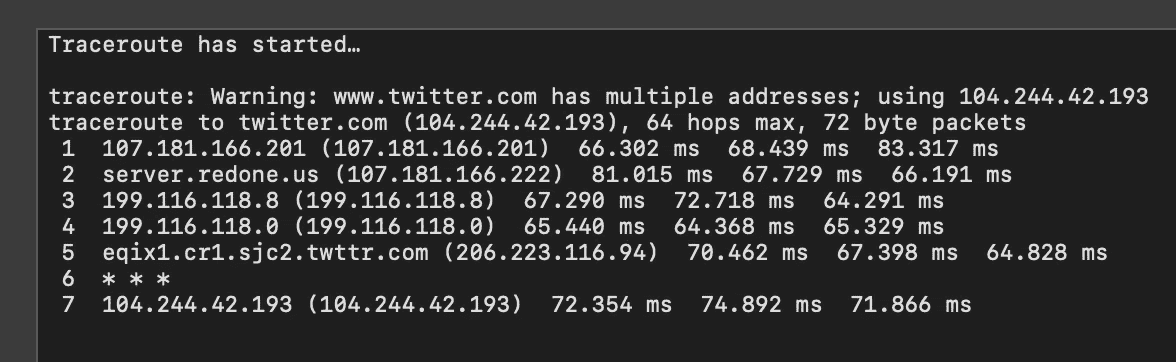 Traceroute has started…
traceroute: Warning: www.twitter.com has multiple addresses; using 104.244.42.193
traceroute to twitter.com (104.244.42.193), 64 hops max, 72 byte packets
1 107.181.166.201 (107.181.166.201) 66.302 ms 68.439 ms 83.317 ms
2 server.redone.us (107.181.166.222) 81.015 ms 67.729 ms 66.191 ms
3 199.116.118.8 (199.116.118.8) 67.290 ms 72.718 ms 64.291 ms
4 199.116.118.0 (199.116.118.0) 65.440 ms 64.368 ms 65.329 ms
5 eqix1.cr1.sjc2.twttr.com (206.223.116.94) 70.462 ms 67.398 ms 64.828 ms
6 * * *
7 104.244.42.193 (104.244.42.193) 72.354 ms 74.892 ms 71.866 ms